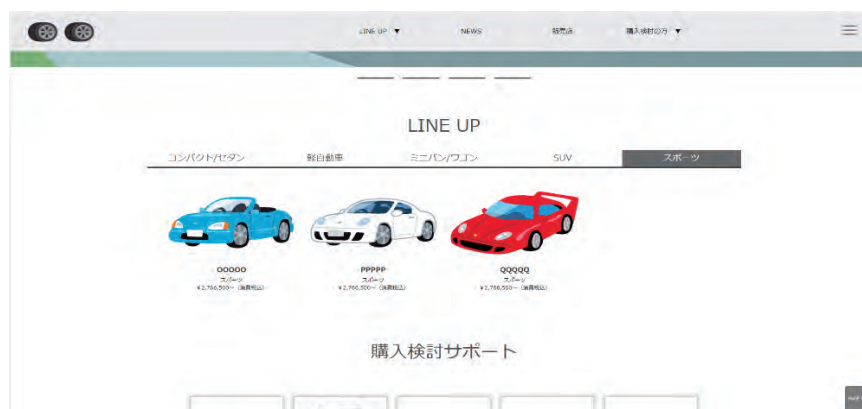 LINE UP ▼
NEWS
販売店
購入検討の方 ▼
LINE UP
コンパクト/セダン
軽自動車
ミニバン/ワゴン
SUV
スポーツ
OOOOO
スポーツ
¥2,766,500~（消費税込）
PPPPP
スポーツ
¥2,766,500~（消費税込）
QQQQQ
スポーツ
¥2,766,500~（消費税込）
購入検討サポート